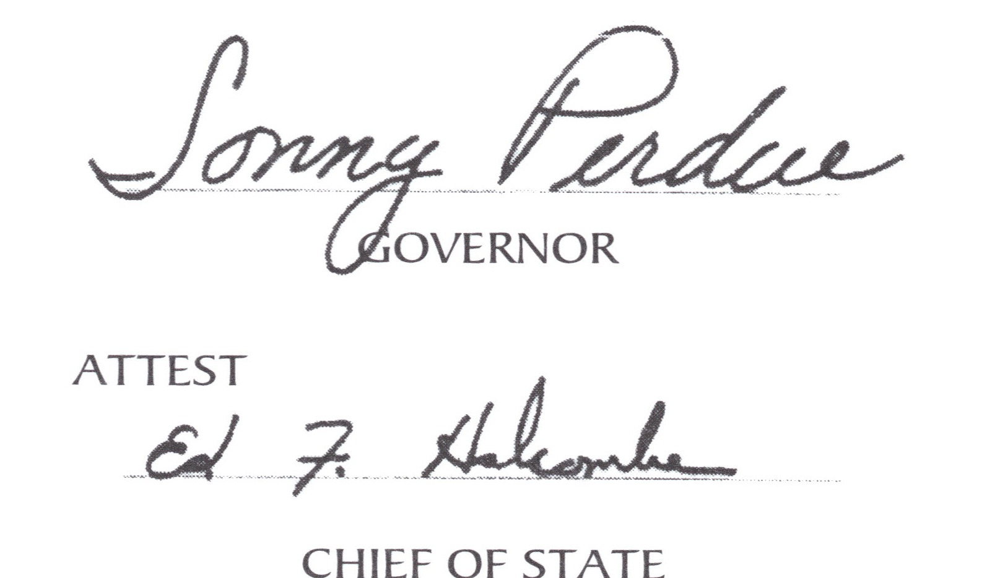 Sonny Perdue
GOVERNOR
ATTEST
Ed F. Holcombe
CHIEF OF STATE